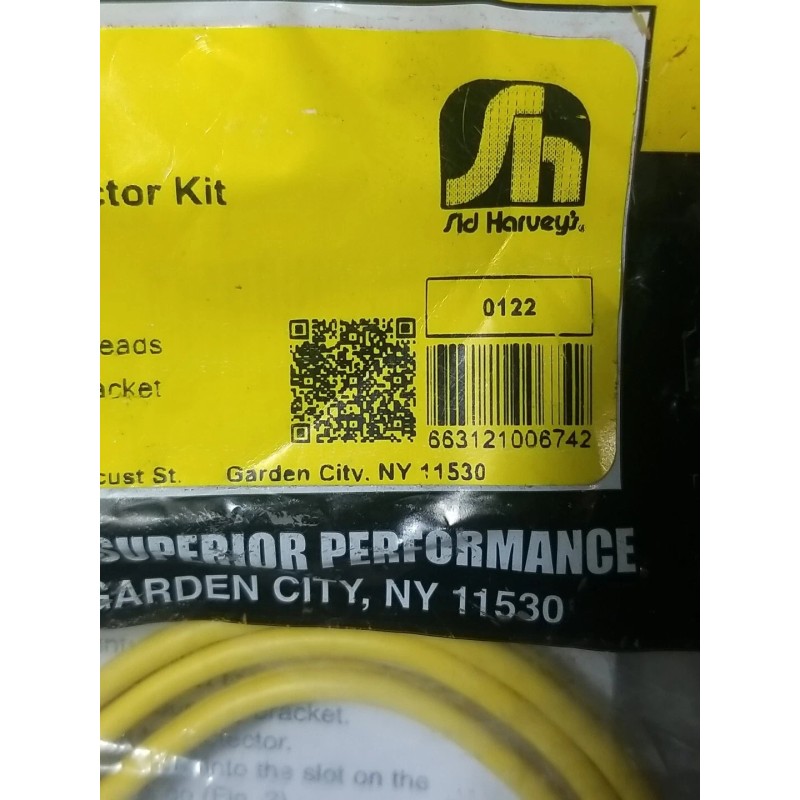 Sh
ctor Kit
Sid Harvey's
0122
eads
acket
663121006742
cust St. Garden City, NY 11530
SUPERIOR PERFORMANCE
GARDEN CITY, NY 11530
bracket.
into the slot on the